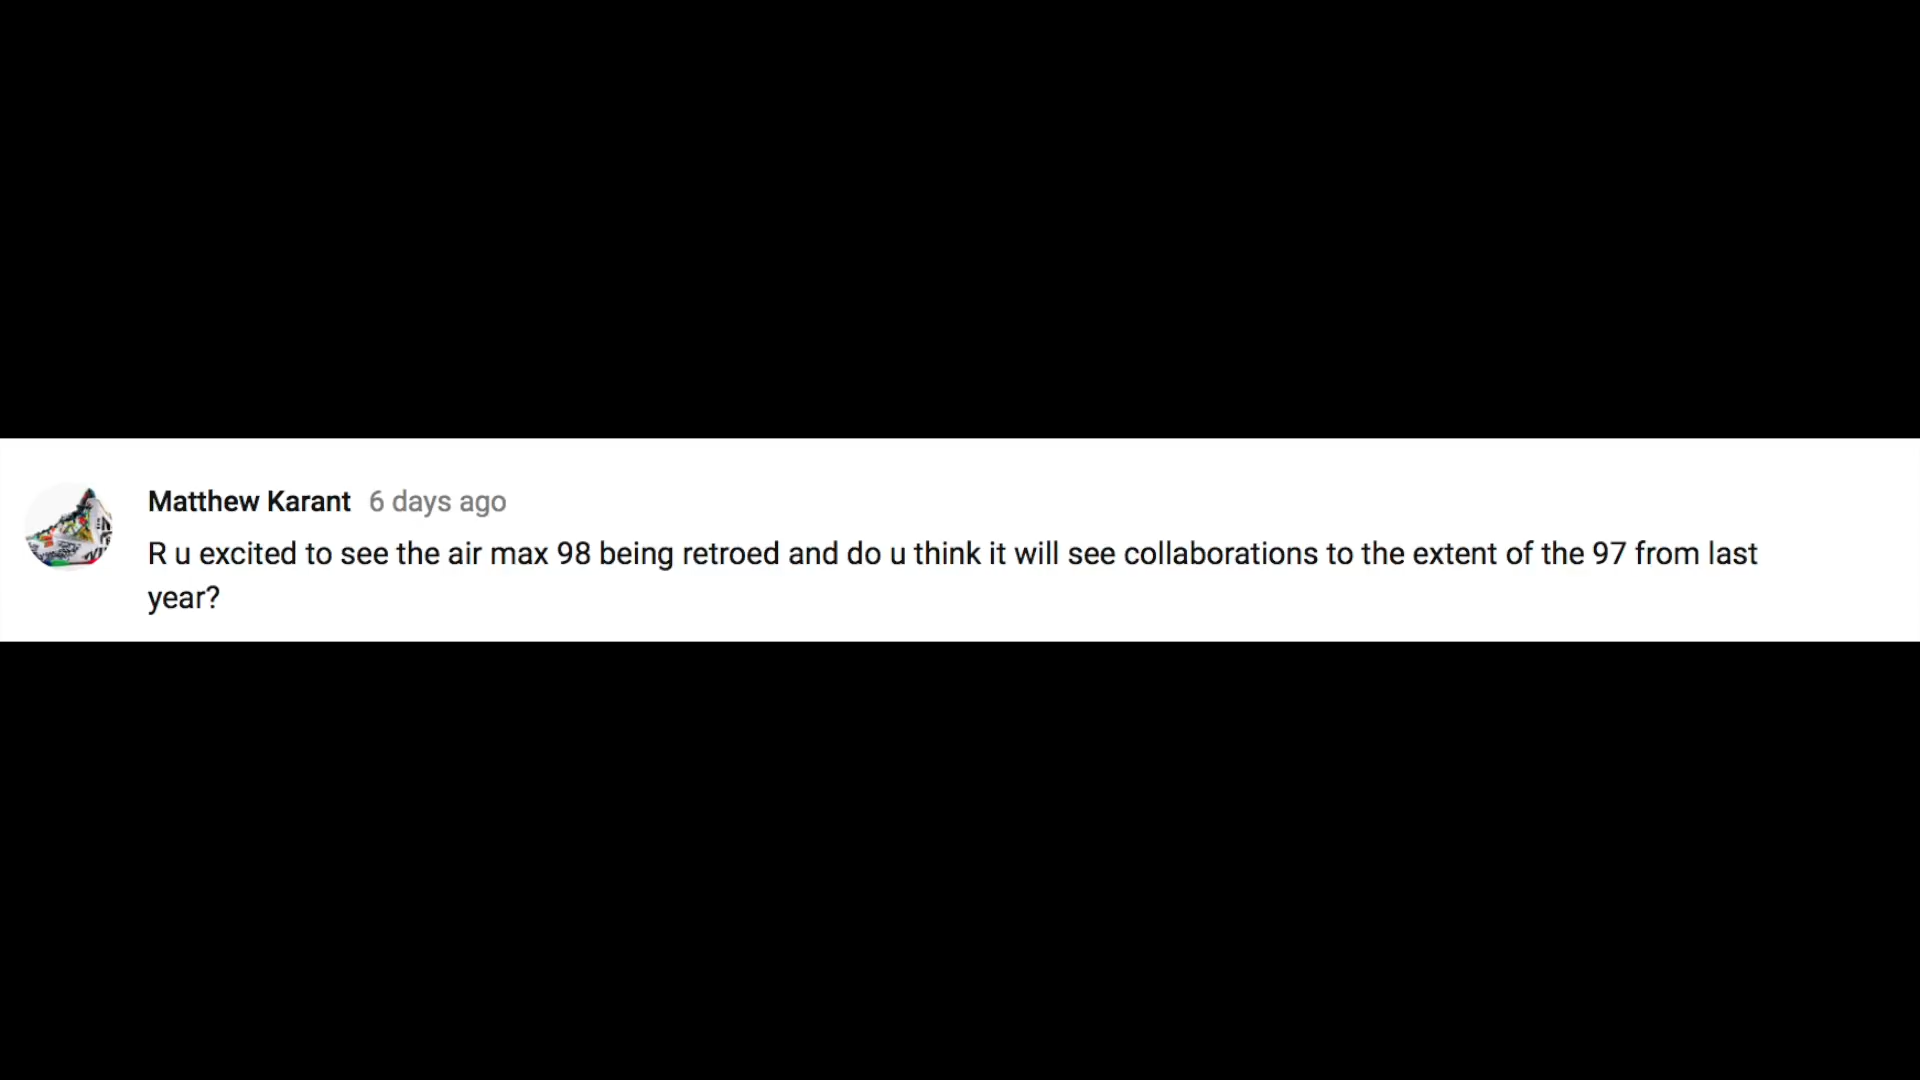 Matthew Karant 6 days ago
R u excited to see the air max 98 being retroed and do u think it will see collaborations to the extent of the 97 from last
year?